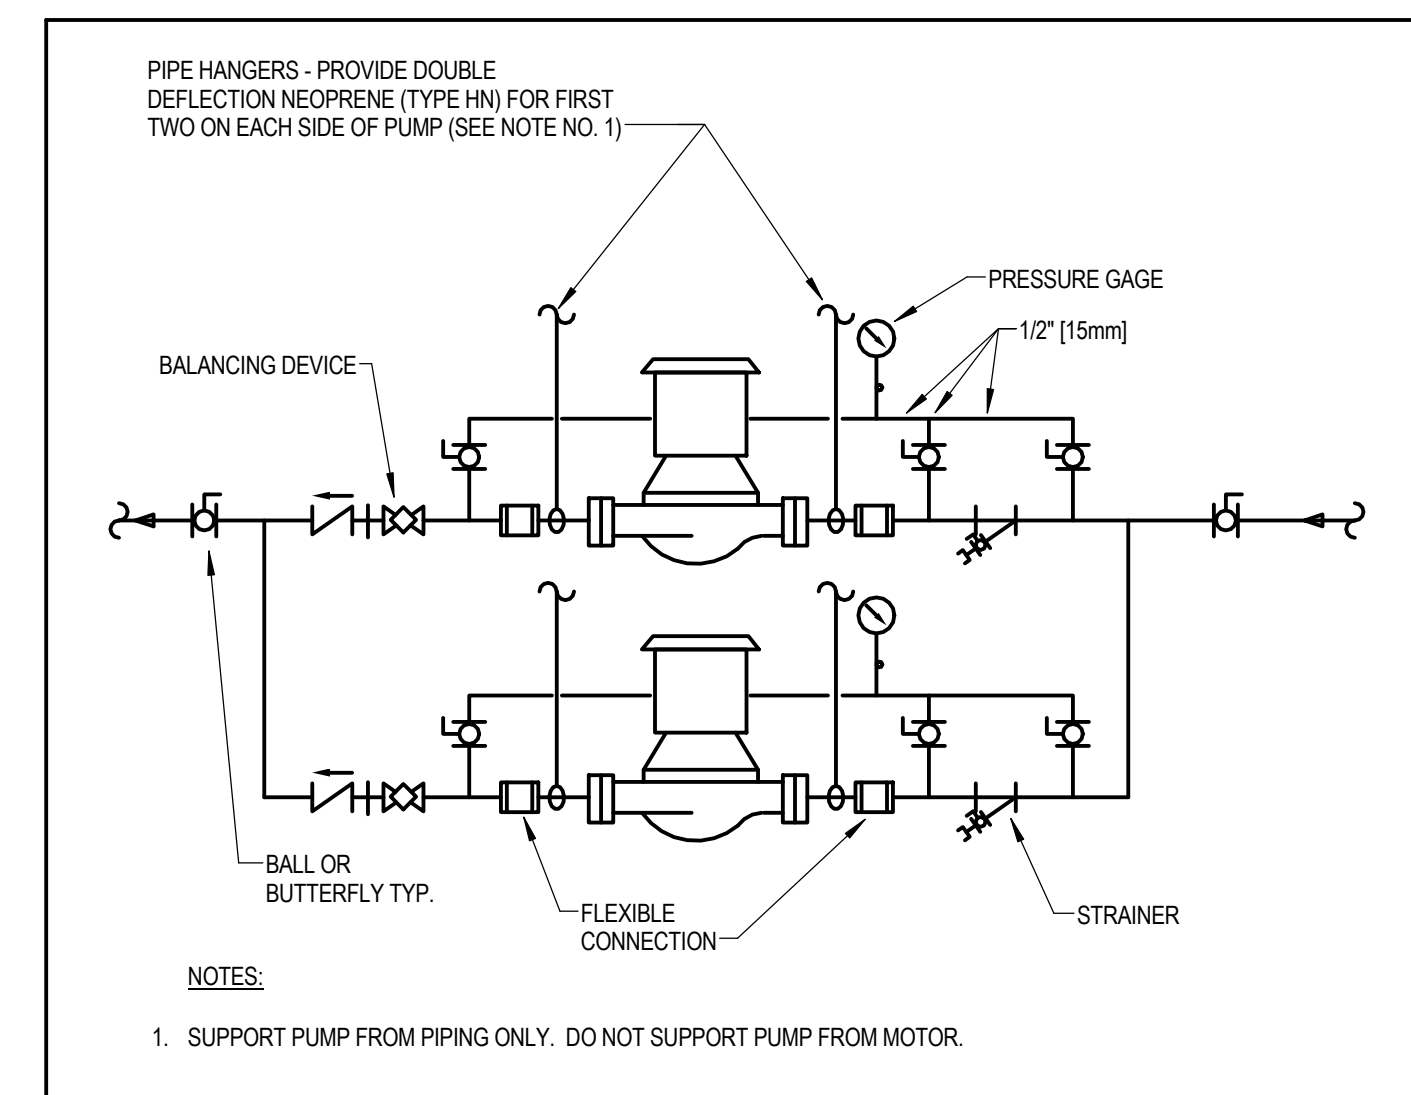 PIPE HANGERS - PROVIDE DOUBLE
DEFLECTION NEOPRENE (TYPE HN) FOR FIRST
TWO ON EACH SIDE OF PUMP (SEE NOTE NO. 1)
PRESSURE GAGE
1/2" [15mm]
BALANCING DEVICE
BALL OR
BUTTERFLY TYP.
FLEXIBLE
CONNECTION
STRAINER
NOTES:
1. SUPPORT PUMP FROM PIPING ONLY. DO NOT SUPPORT PUMP FROM MOTOR.